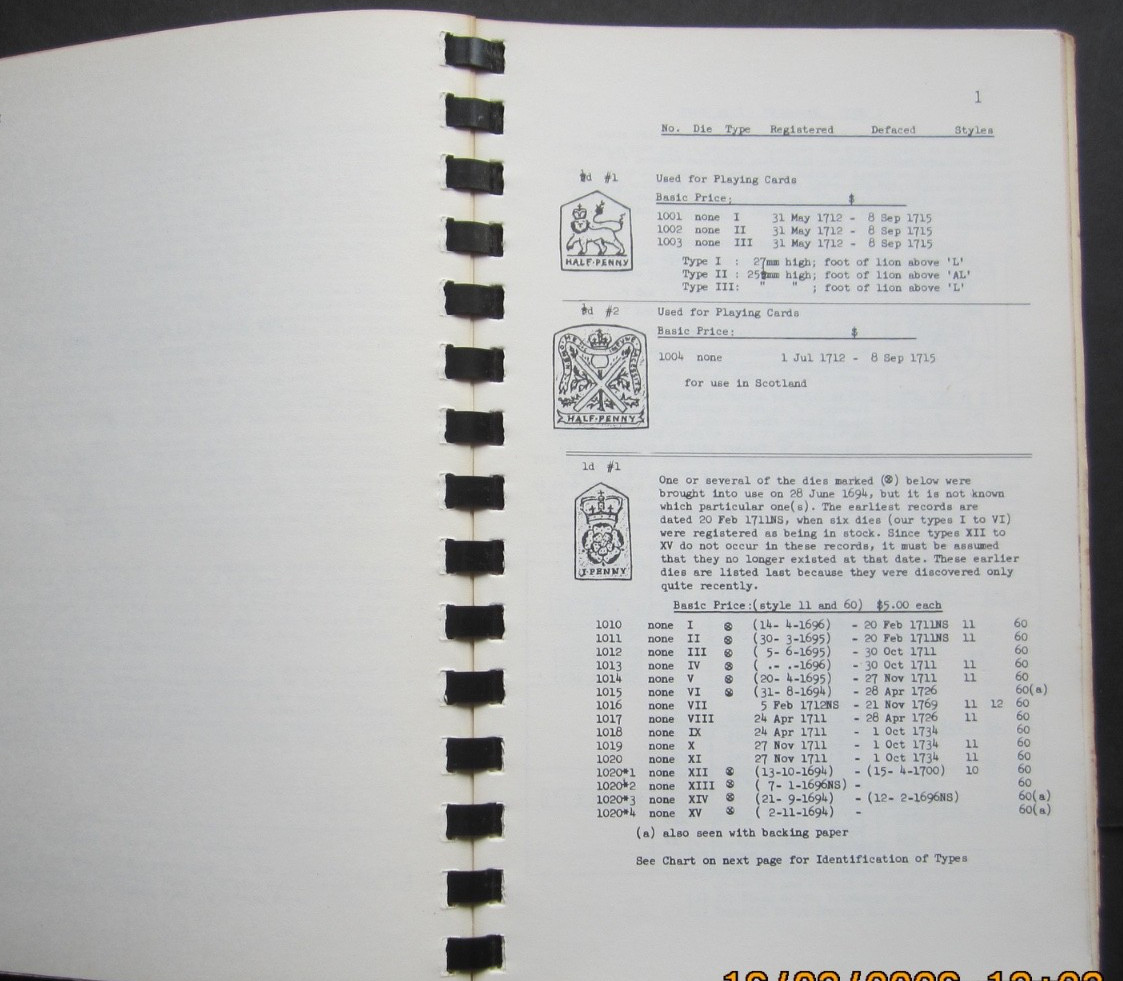 1
No. Die Type Registered Defaced Styles
½d #1 Used for Playing Cards
Basic Price: $
1001 none I 31 May 1712 - 8 Sep 1715
1002 none II 31 May 1712 - 8 Sep 1715
1003 none III 31 May 1712 - 8 Sep 1715
HALF-PENNY
Type I : 27mm high; foot of lion above 'L'
Type II : 25½mm high; foot of lion above 'AL'
Type III: " " ; foot of lion above 'L'
½d #2 Used for Playing Cards
Basic Price: $
1004 none 1 Jul 1712 - 8 Sep 1715
for use in Scotland
HALF-PENNY
1d #1
One or several of the dies marked (⊗) below were
brought into use on 28 June 1694, but it is not known
which particular one(s). The earliest records are
dated 20 Feb 1711NS, when six dies (our types I to VI)
were registered as being in stock. Since types XII to
XV do not occur in these records, it must be assumed
that they no longer existed at that date. These earlier
dies are listed last because they were discovered only
quite recently.
I·PENNY
Basic Price:(style 11 and 60) $5.00 each
1010 none I ⊗ (14- 4-1696) - 20 Feb 1711NS 11 60
1011 none II ⊗ (30- 3-1695) - 20 Feb 1711NS 11 60
1012 none III ⊗ ( 5- 6-1695) - 30 Oct 1711 60
1013 none IV ⊗ ( .- .-1696) - 30 Oct 1711 11 60
1014 none V ⊗ (20- 4-1695) - 27 Nov 1711 11 60
1015 none VI ⊗ (31- 8-1694) - 28 Apr 1726 60(a)
1016 none VII 5 Feb 1712NS - 21 Nov 1769 11 12 60
1017 none VIII 24 Apr 1711 - 28 Apr 1726 11 60
1018 none IX 24 Apr 1711 - 1 Oct 1734 60
1019 none X 27 Nov 1711 - 1 Oct 1734 11 60
1020 none XI 27 Nov 1711 - 1 Oct 1734 11 60
1020*1 none XII ⊗ (13-10-1694) - (15- 4-1700) 10 60
1020*2 none XIII ⊗ ( 7- 1-1696NS) - 60
1020*3 none XIV ⊗ (21- 9-1694) - (12- 2-1696NS) 60(a)
1020*4 none XV ⊗ ( 2-11-1694) - 60(a)
(a) also seen with backing paper
See Chart on next page for Identification of Types